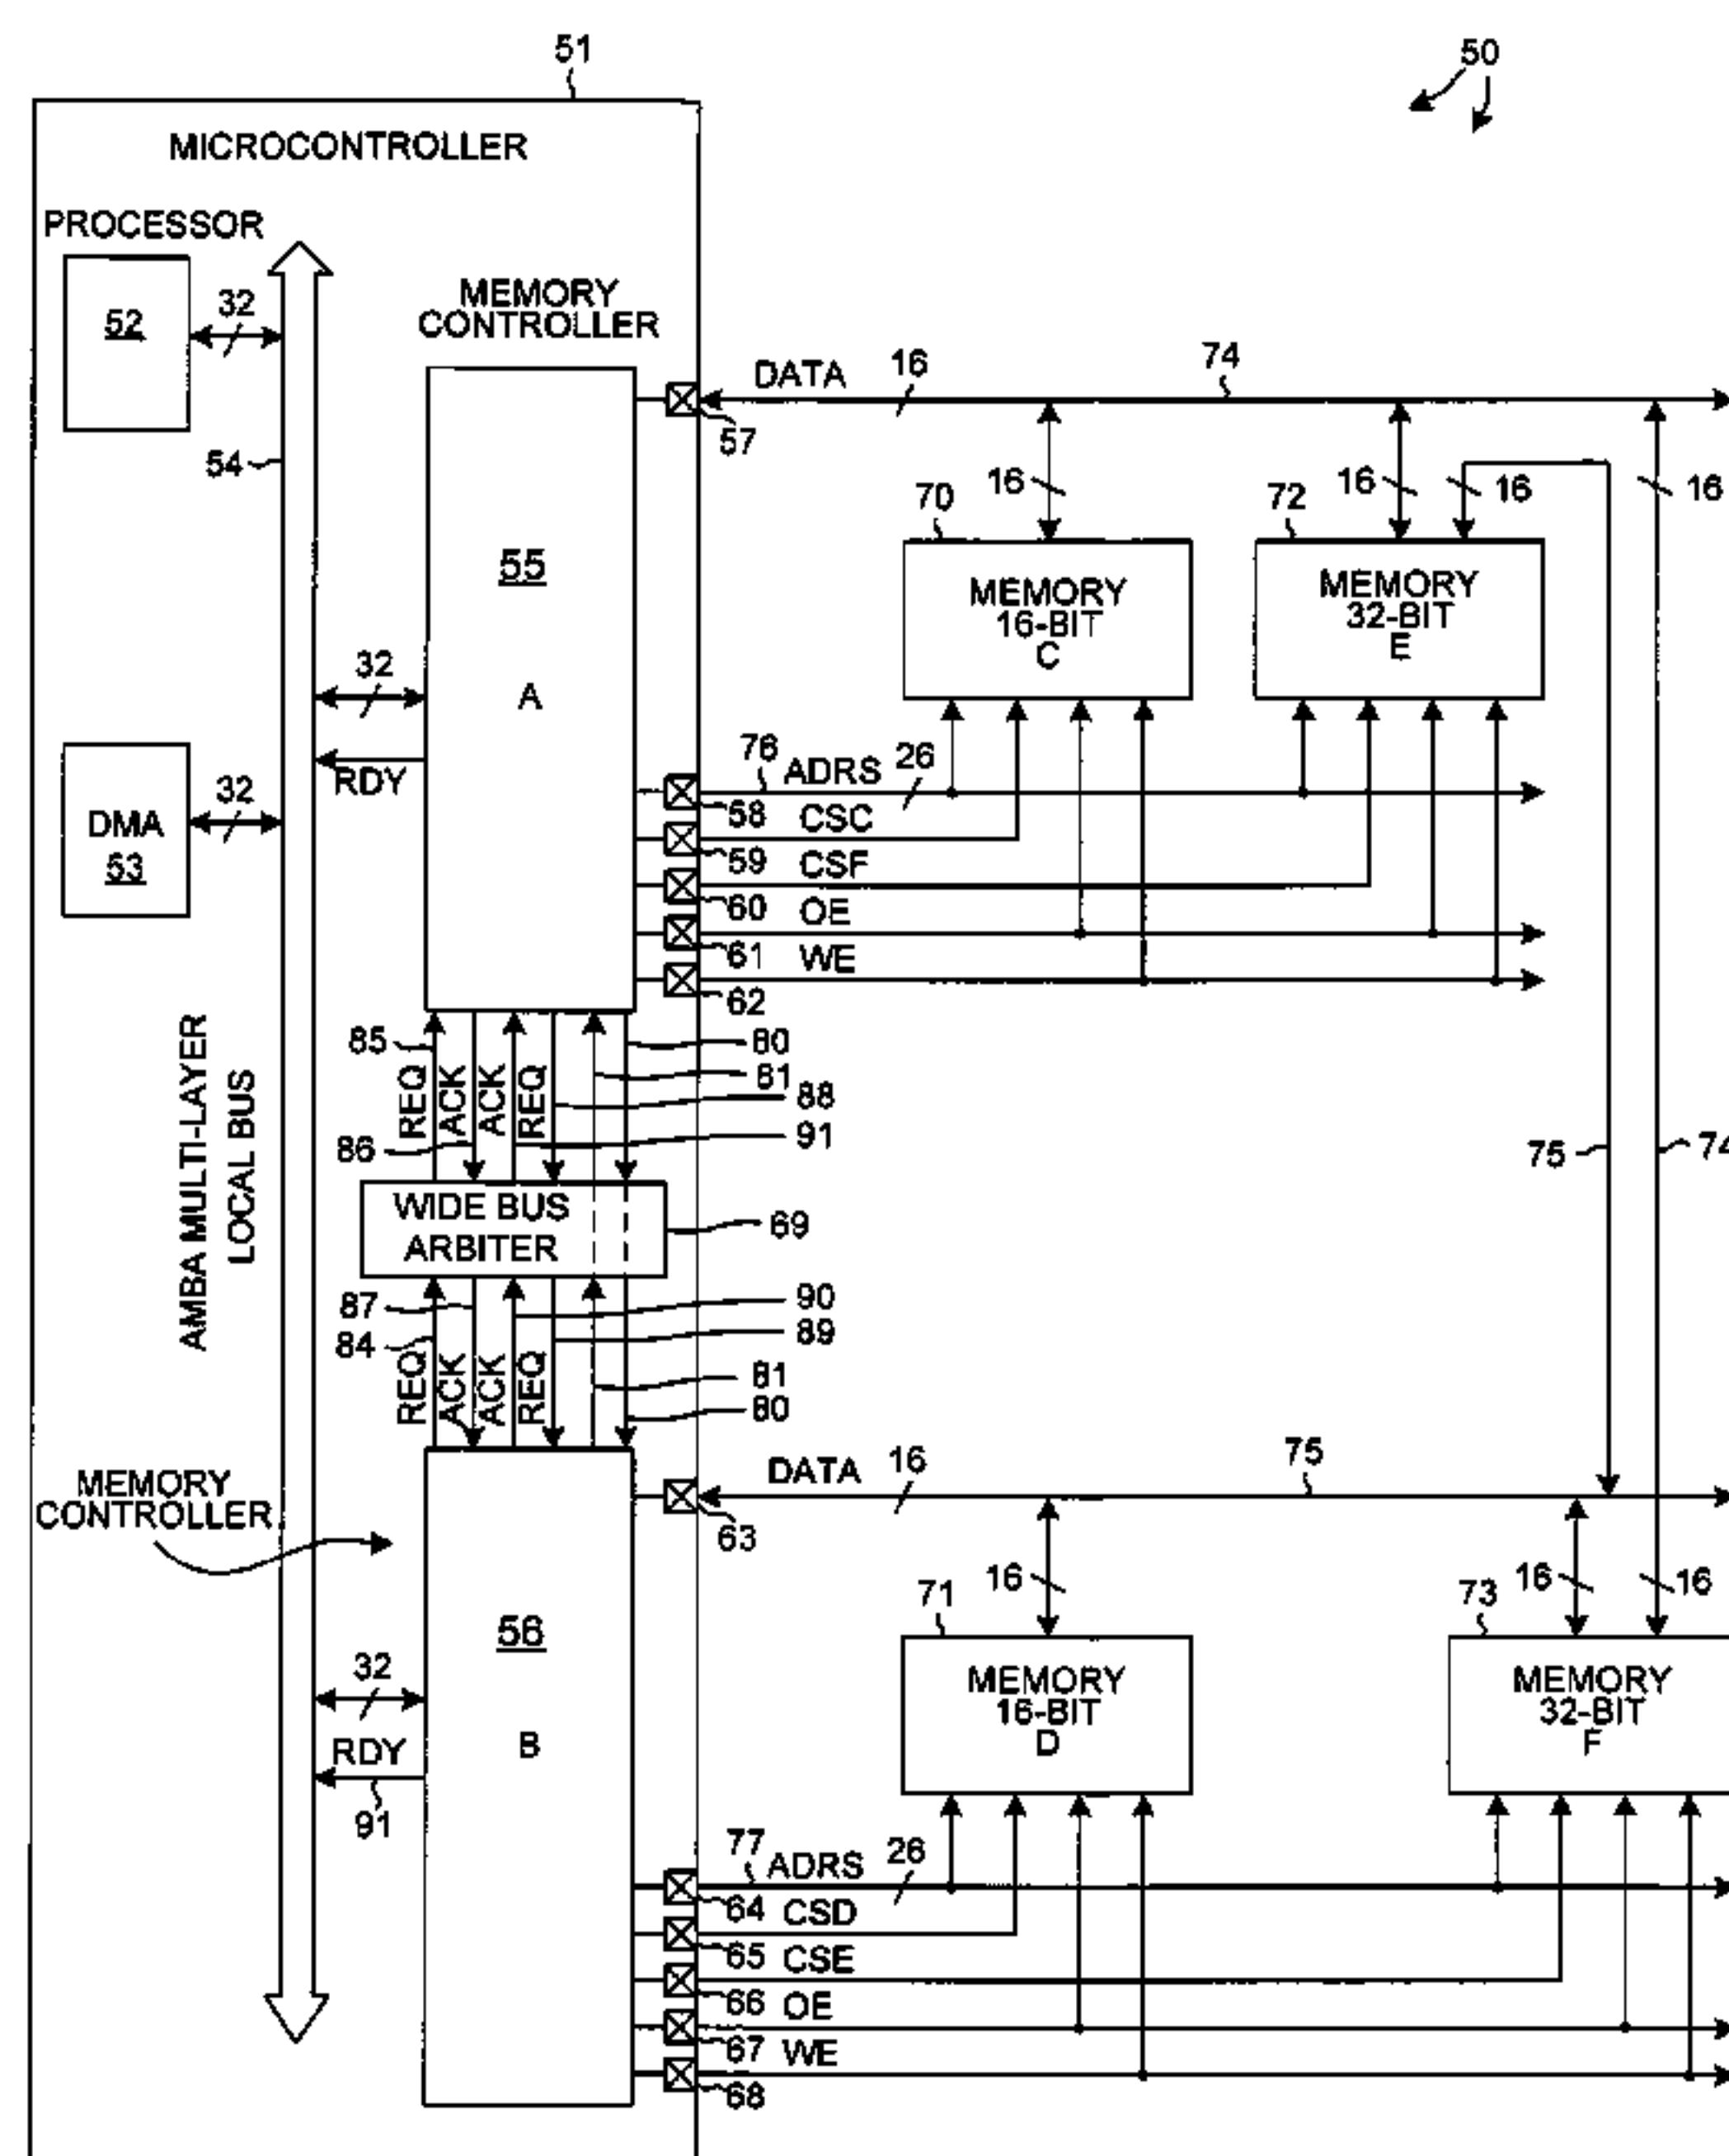 51
50
MICROCONTROLLER
PROCESSOR
52
32
54
MEMORY
CONTROLLER
55
A
32
RDY
DMA
53
32
AMBA MULTI-LAYER
LOCAL BUS
DATA
16
74
57
16
16
16
16
70
72
MEMORY
16-BIT
C
MEMORY
32-BIT
E
76
ADRS
26
58
CSC
59
CSF
60
OE
61
WE
62
85
REQ
ACK
ACK
REQ
80
81
88
86
91
75
74
WIDE BUS
ARBITER
69
87
84
REQ
ACK
ACK
REQ
90
89
81
80
MEMORY
CONTROLLER
56
B
32
RDY
91
DATA
16
75
63
16
16
16
71
73
MEMORY
16-BIT
D
MEMORY
32-BIT
F
77
ADRS
26
64
CSD
65
CSE
66
OE
67
WE
68